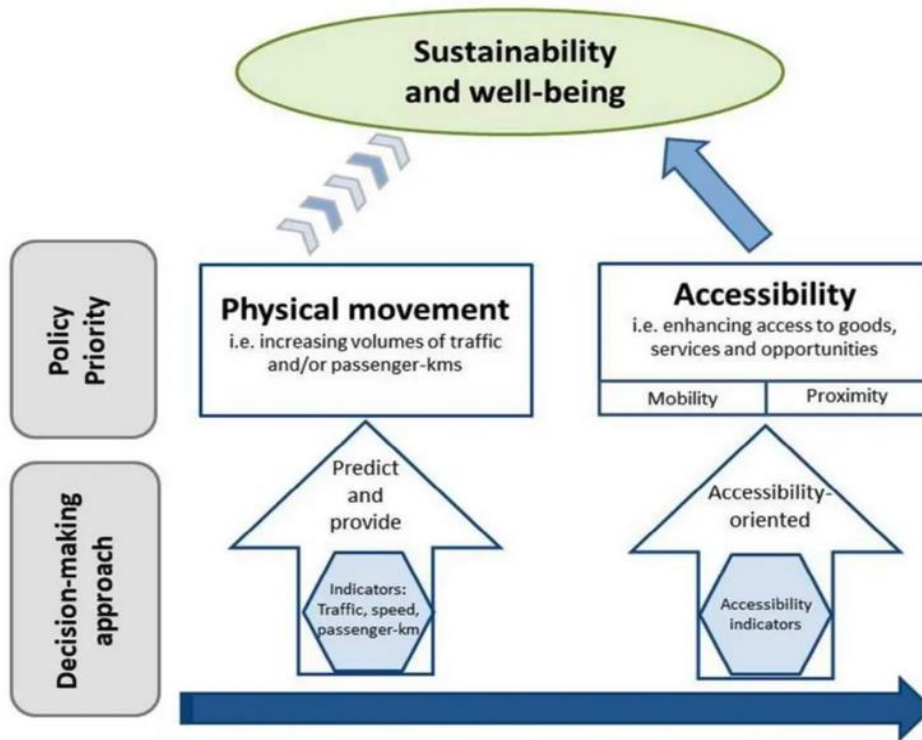 Sustainability
and well-being
Policy
Priority
Physical movement
i.e. increasing volumes of traffic
and/or passenger-kms
Accessibility
i.e. enhancing access to goods,
services and opportunities
Mobility
Proximity
Decision-making
approach
Predict
and
provide
Indicators:
Traffic, speed,
passenger-km
Accessibility-
oriented
Accessibility
indicators